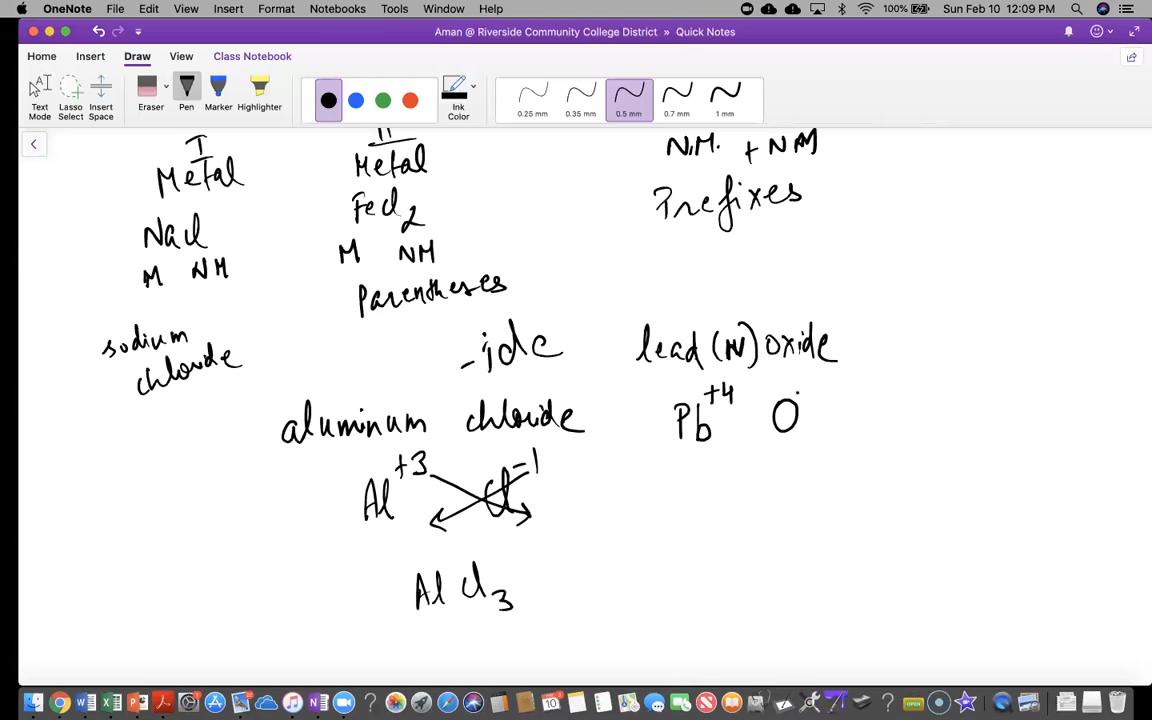 OneNote File Edit View Insert Format Notebooks Tools Window Help 100% Sun Feb 10 12:09 PM
Aman @ Riverside Community College District » Quick Notes
Home Insert Draw View Class Notebook
Text Mode Lasso Select Insert Space Eraser Pen Marker Highlighter Ink Color 0.25 mm 0.35 mm 0.5 mm 0.7 mm 1 mm
I
Metal
NaCl
M NM
sodium
chloride
II
Metal
FeCl2
M NM
Parentheses
N.M. + NM
Prefixes
-ide
aluminum chloride
Al+3 Cl-1
AlCl3
lead (IV) oxide
Pb+4 O